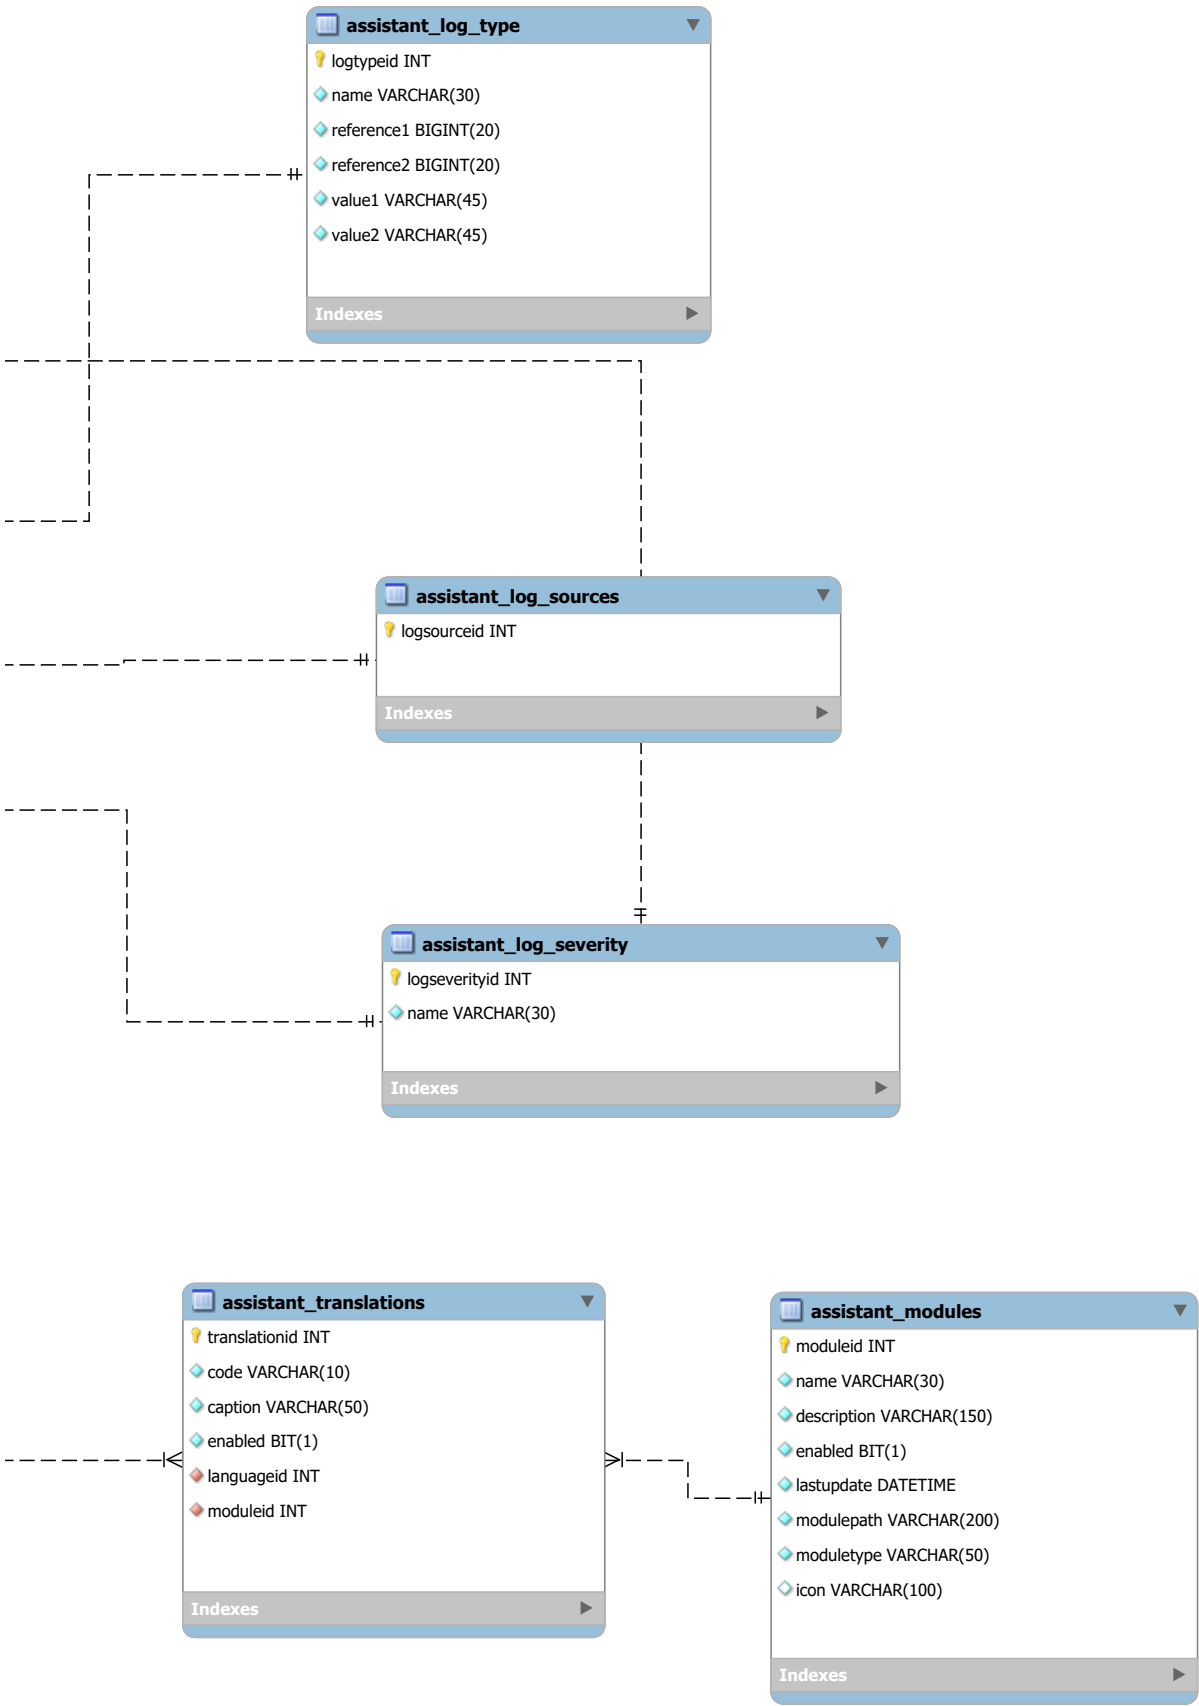 assistant_log_type
logtypeid INT
name VARCHAR(30)
reference1 BIGINT(20)
reference2 BIGINT(20)
value1 VARCHAR(45)
value2 VARCHAR(45)
Indexes
assistant_log_sources
logsourceid INT
Indexes
assistant_log_severity
logseverityid INT
name VARCHAR(30)
Indexes
assistant_translations
translationid INT
code VARCHAR(10)
caption VARCHAR(50)
enabled BIT(1)
languageid INT
moduleid INT
Indexes
assistant_modules
moduleid INT
name VARCHAR(30)
description VARCHAR(150)
enabled BIT(1)
lastupdate DATETIME
modulepath VARCHAR(200)
moduletype VARCHAR(50)
icon VARCHAR(100)
Indexes